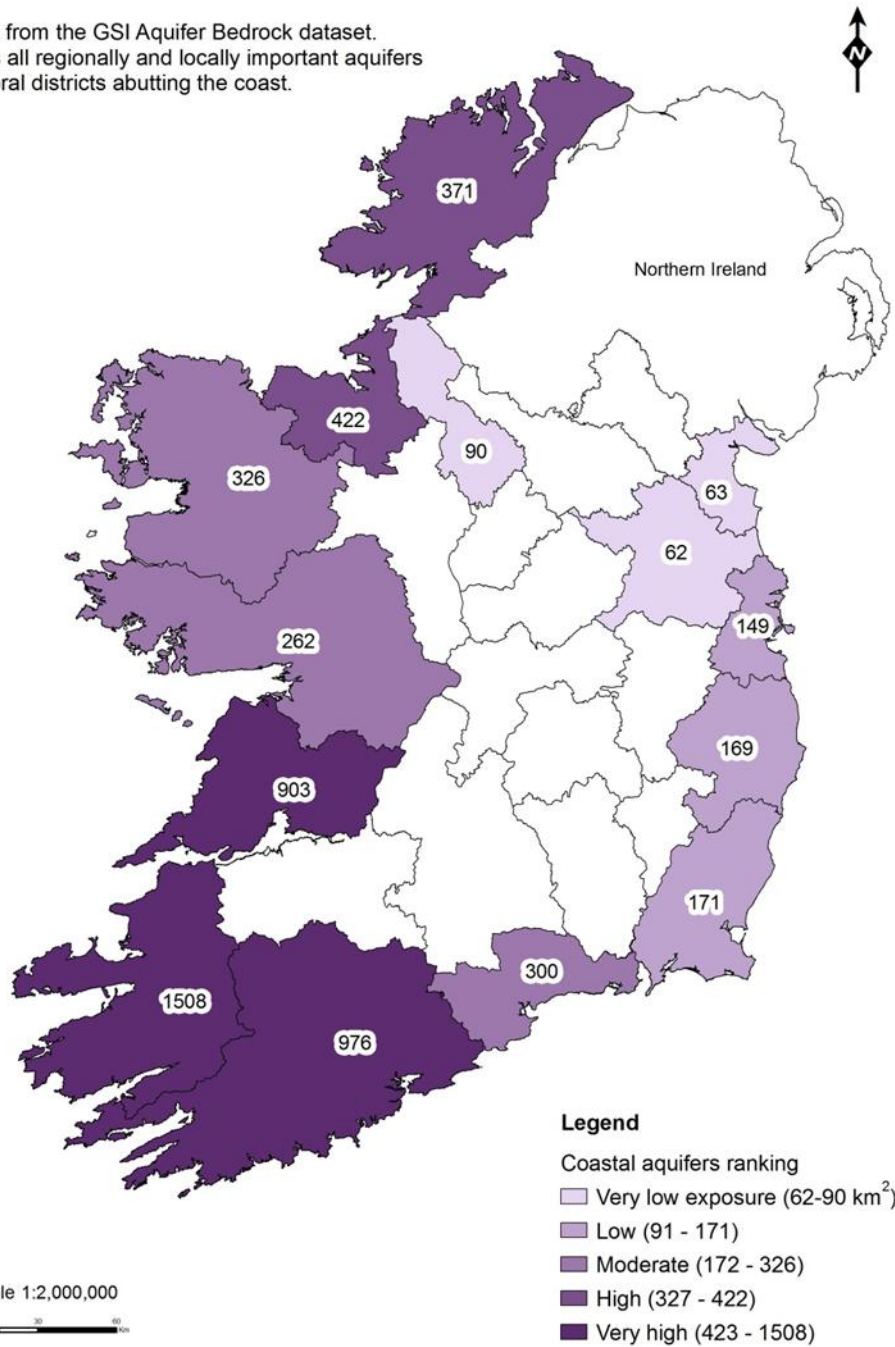 from the GSI Aquifer Bedrock dataset.
all regionally and locally important aquifers
districts abutting the coast.
N
371
Northern Ireland
422
90
326
63
62
262
149
169
903
171
300
1508
976
Legend
Coastal aquifers ranking
Very low exposure (62-90 km²)
Low (91 - 171)
Moderate (172 - 326)
High (327 - 422)
Very high (423 - 1508)
1:2,000,000
30
60
Km